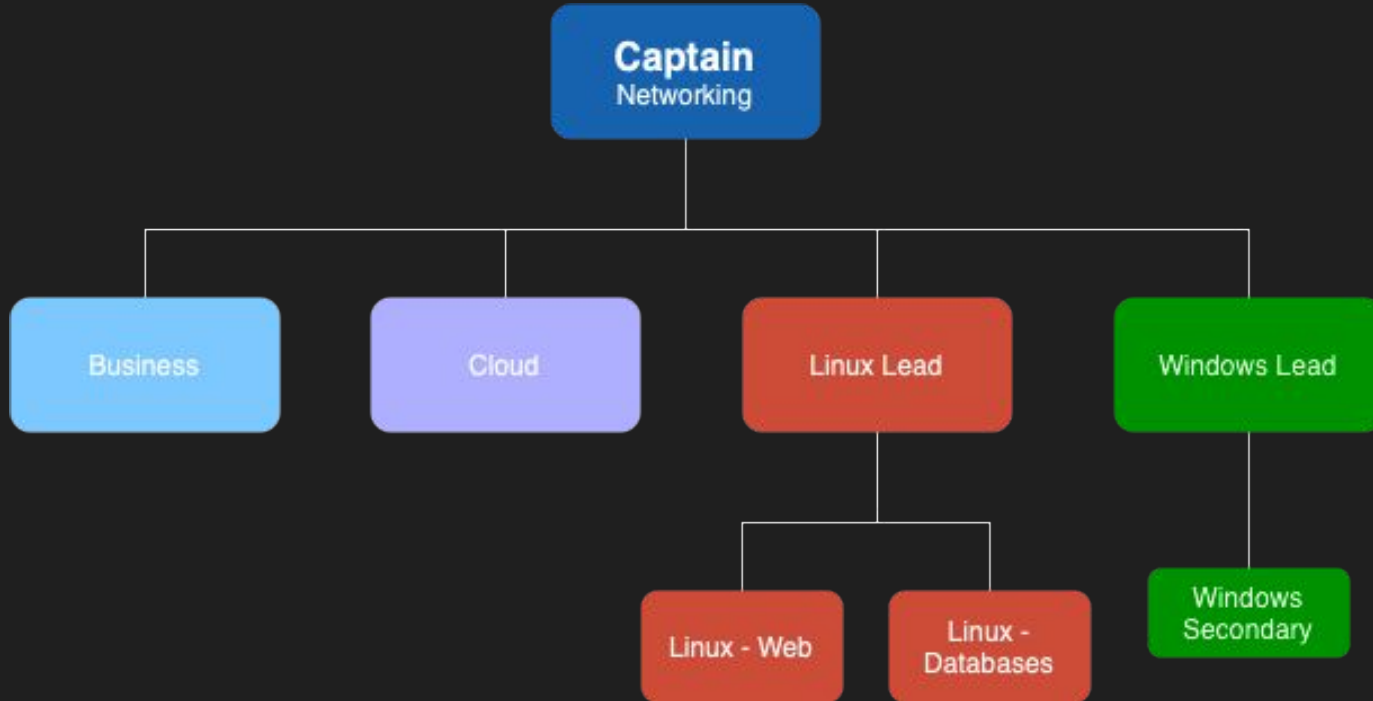 Captain
Networking
Business
Cloud
Linux Lead
Windows Lead
Linux - Web
Linux -
Databases
Windows
Secondary